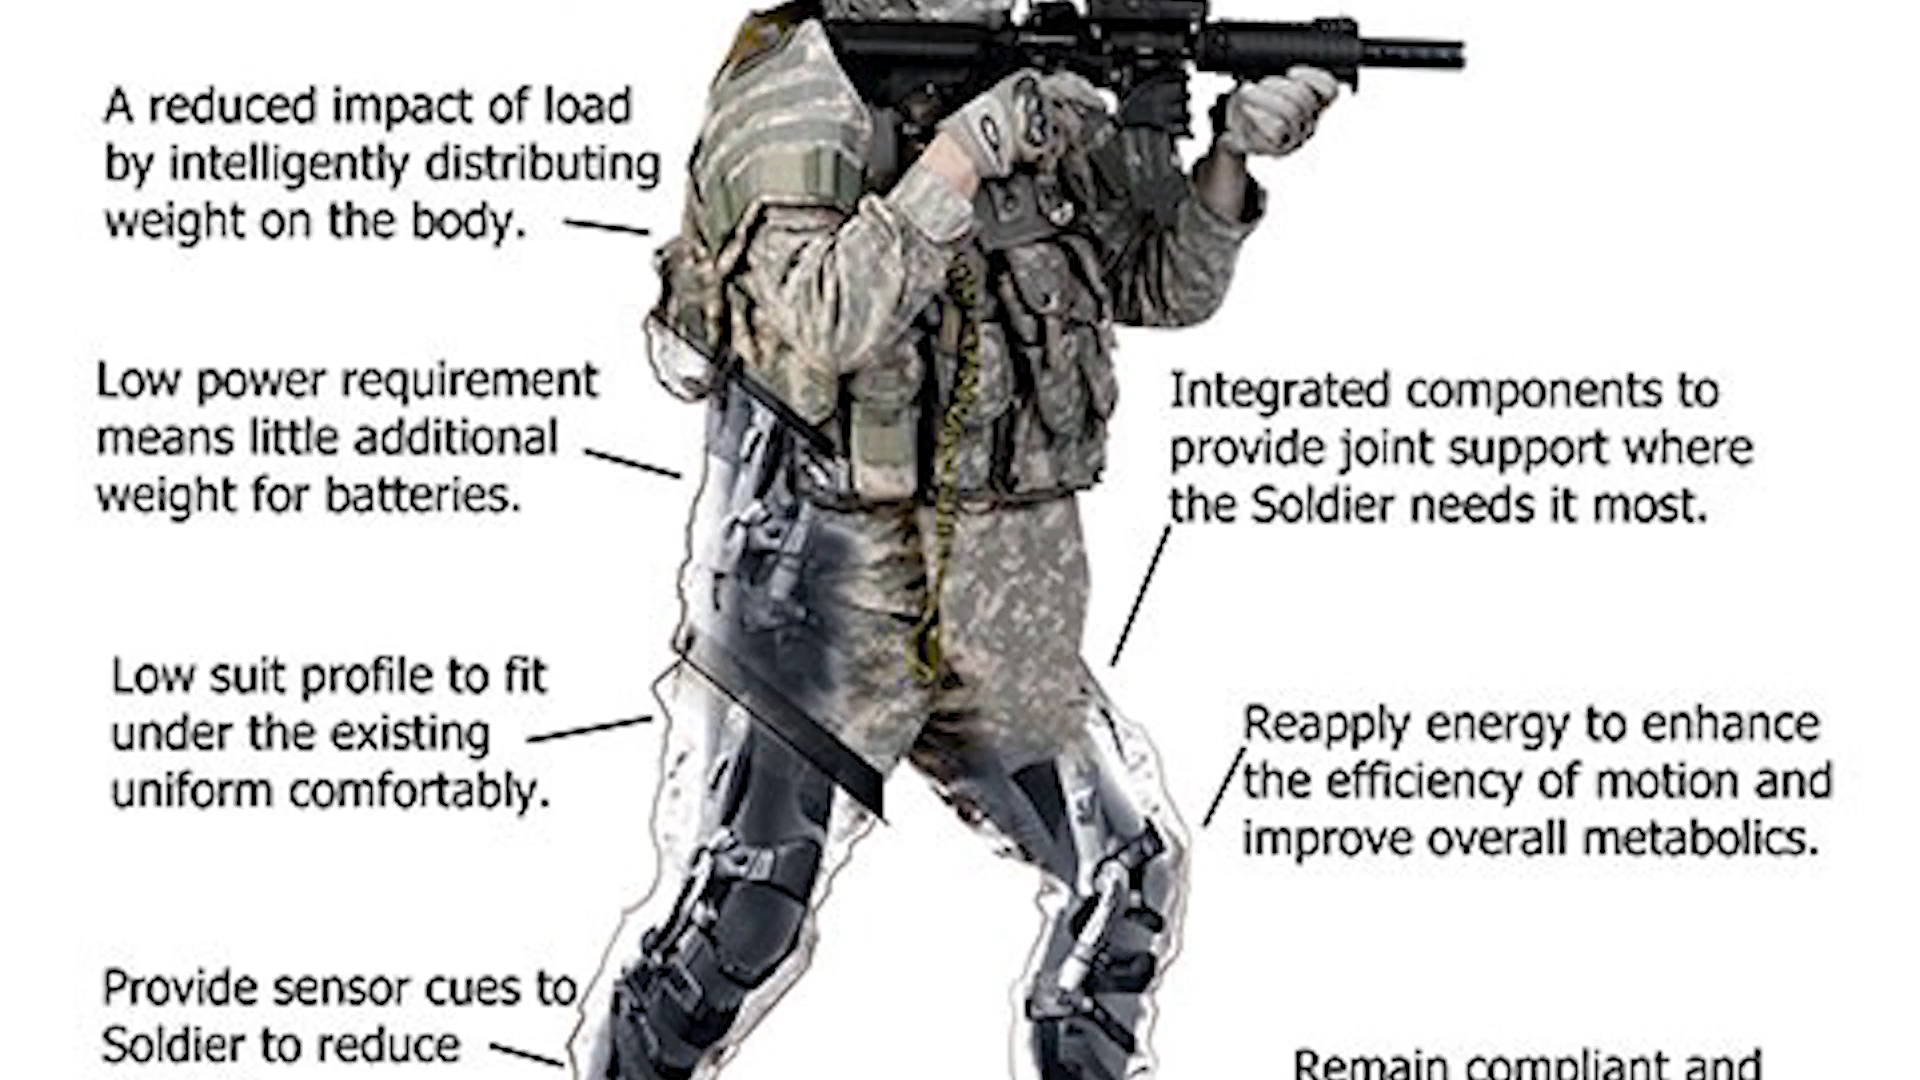 A reduced impact of load
by intelligently distributing
weight on the body.
Low power requirement
means little additional
weight for batteries.
Low suit profile to fit
under the existing
uniform comfortably.
Provide sensor cues to
Soldier to reduce
Integrated components to
provide joint support where
the Soldier needs it most.
Reapply energy to enhance
the efficiency of motion and
improve overall metabolics.
Remain compliant and